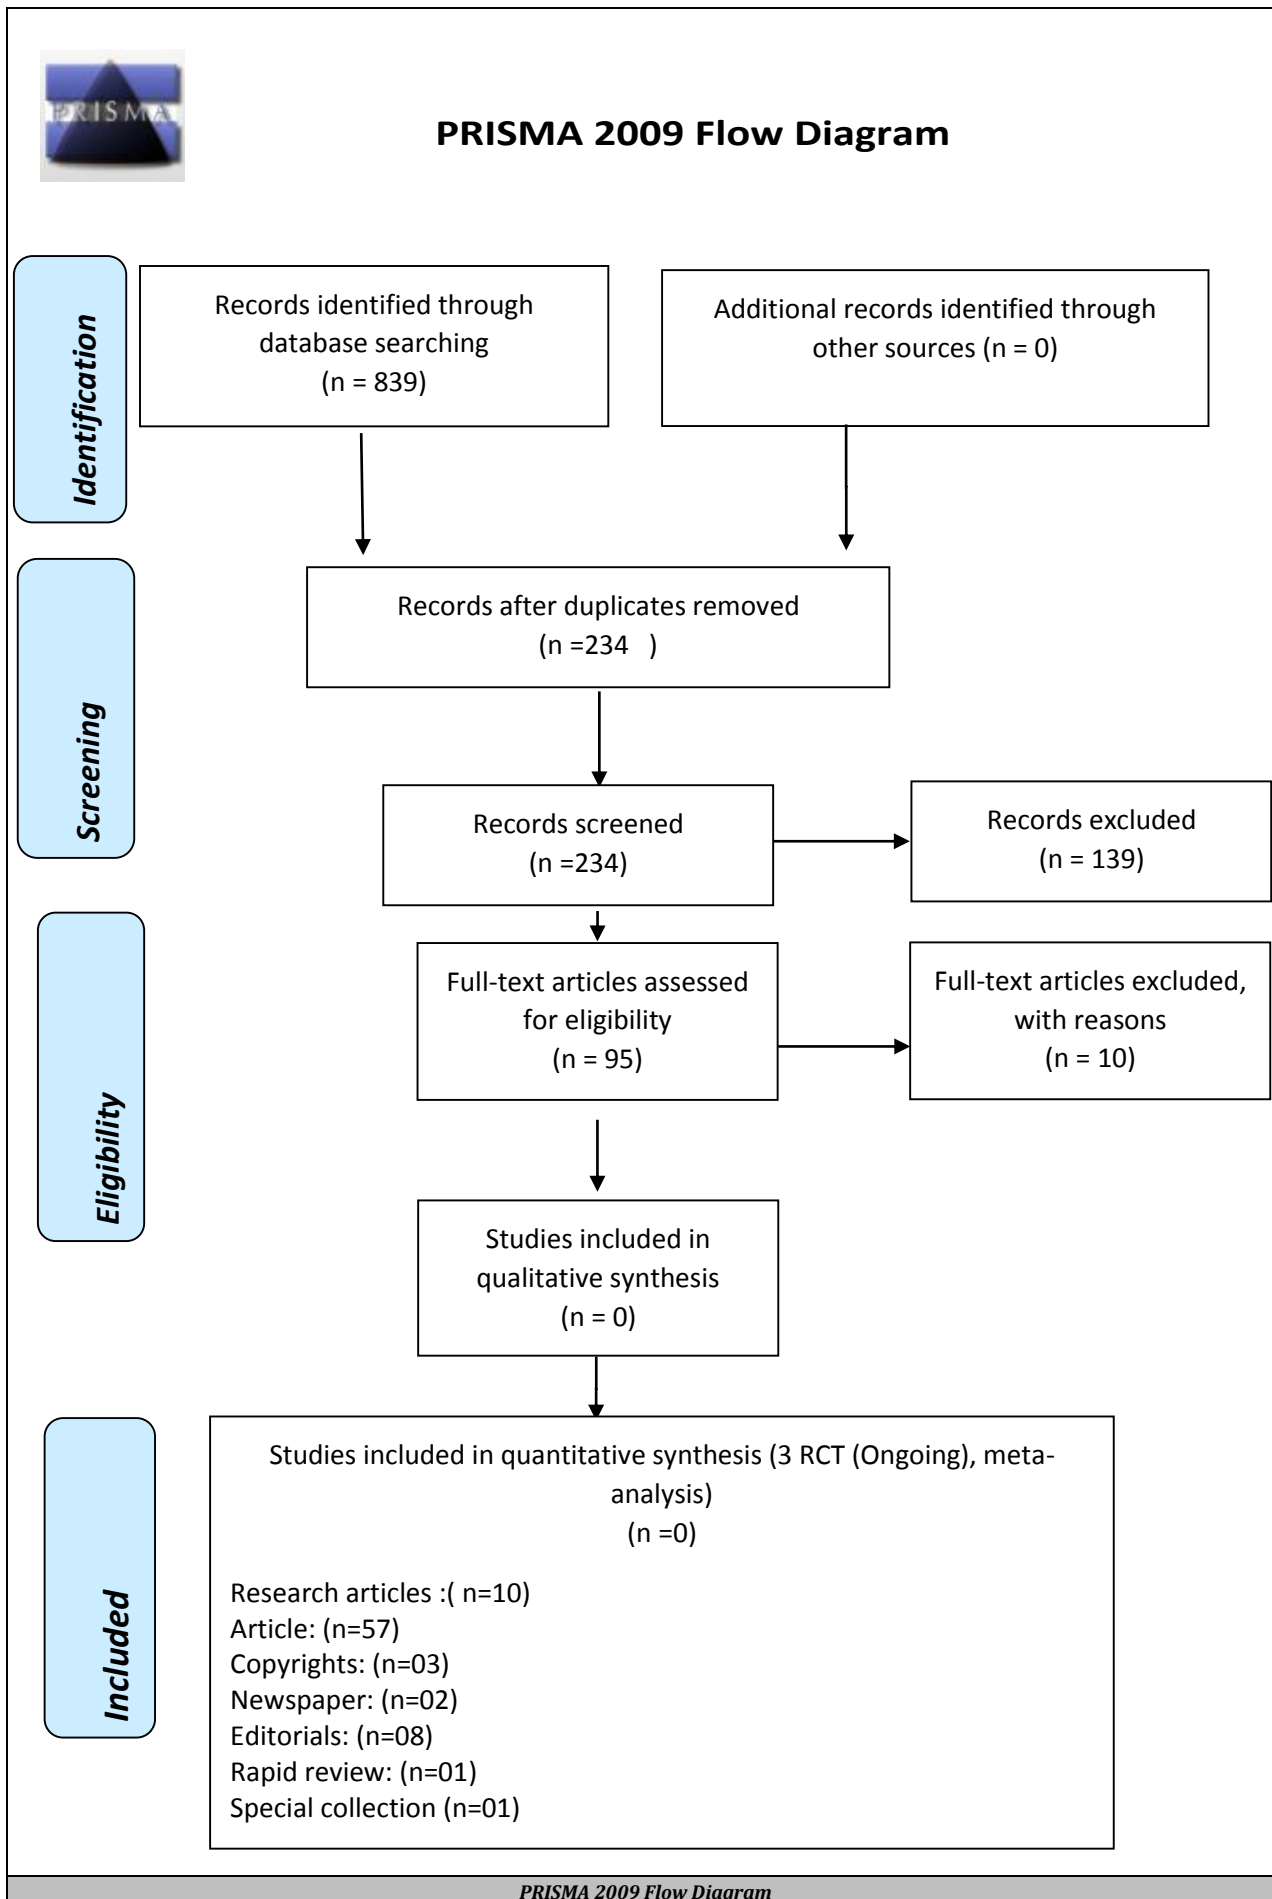 PRISMA
PRISMA 2009 Flow Diagram
Identification
Records identified through
database searching
(n = 839)
Additional records identified through
other sources (n = 0)
Screening
Records after duplicates removed
(n =234   )
Records screened
(n =234)
Records excluded
(n = 139)
Eligibility
Full-text articles assessed
for eligibility
(n = 95)
Full-text articles excluded,
with reasons
(n = 10)
Studies included in
qualitative synthesis
(n = 0)
Included
Studies included in quantitative synthesis (3 RCT (Ongoing), meta-
analysis)
(n =0)
Research articles :( n=10)
Article: (n=57)
Copyrights: (n=03)
Newspaper: (n=02)
Editorials: (n=08)
Rapid review: (n=01)
Special collection (n=01)
PRISMA 2009 Flow Diagram